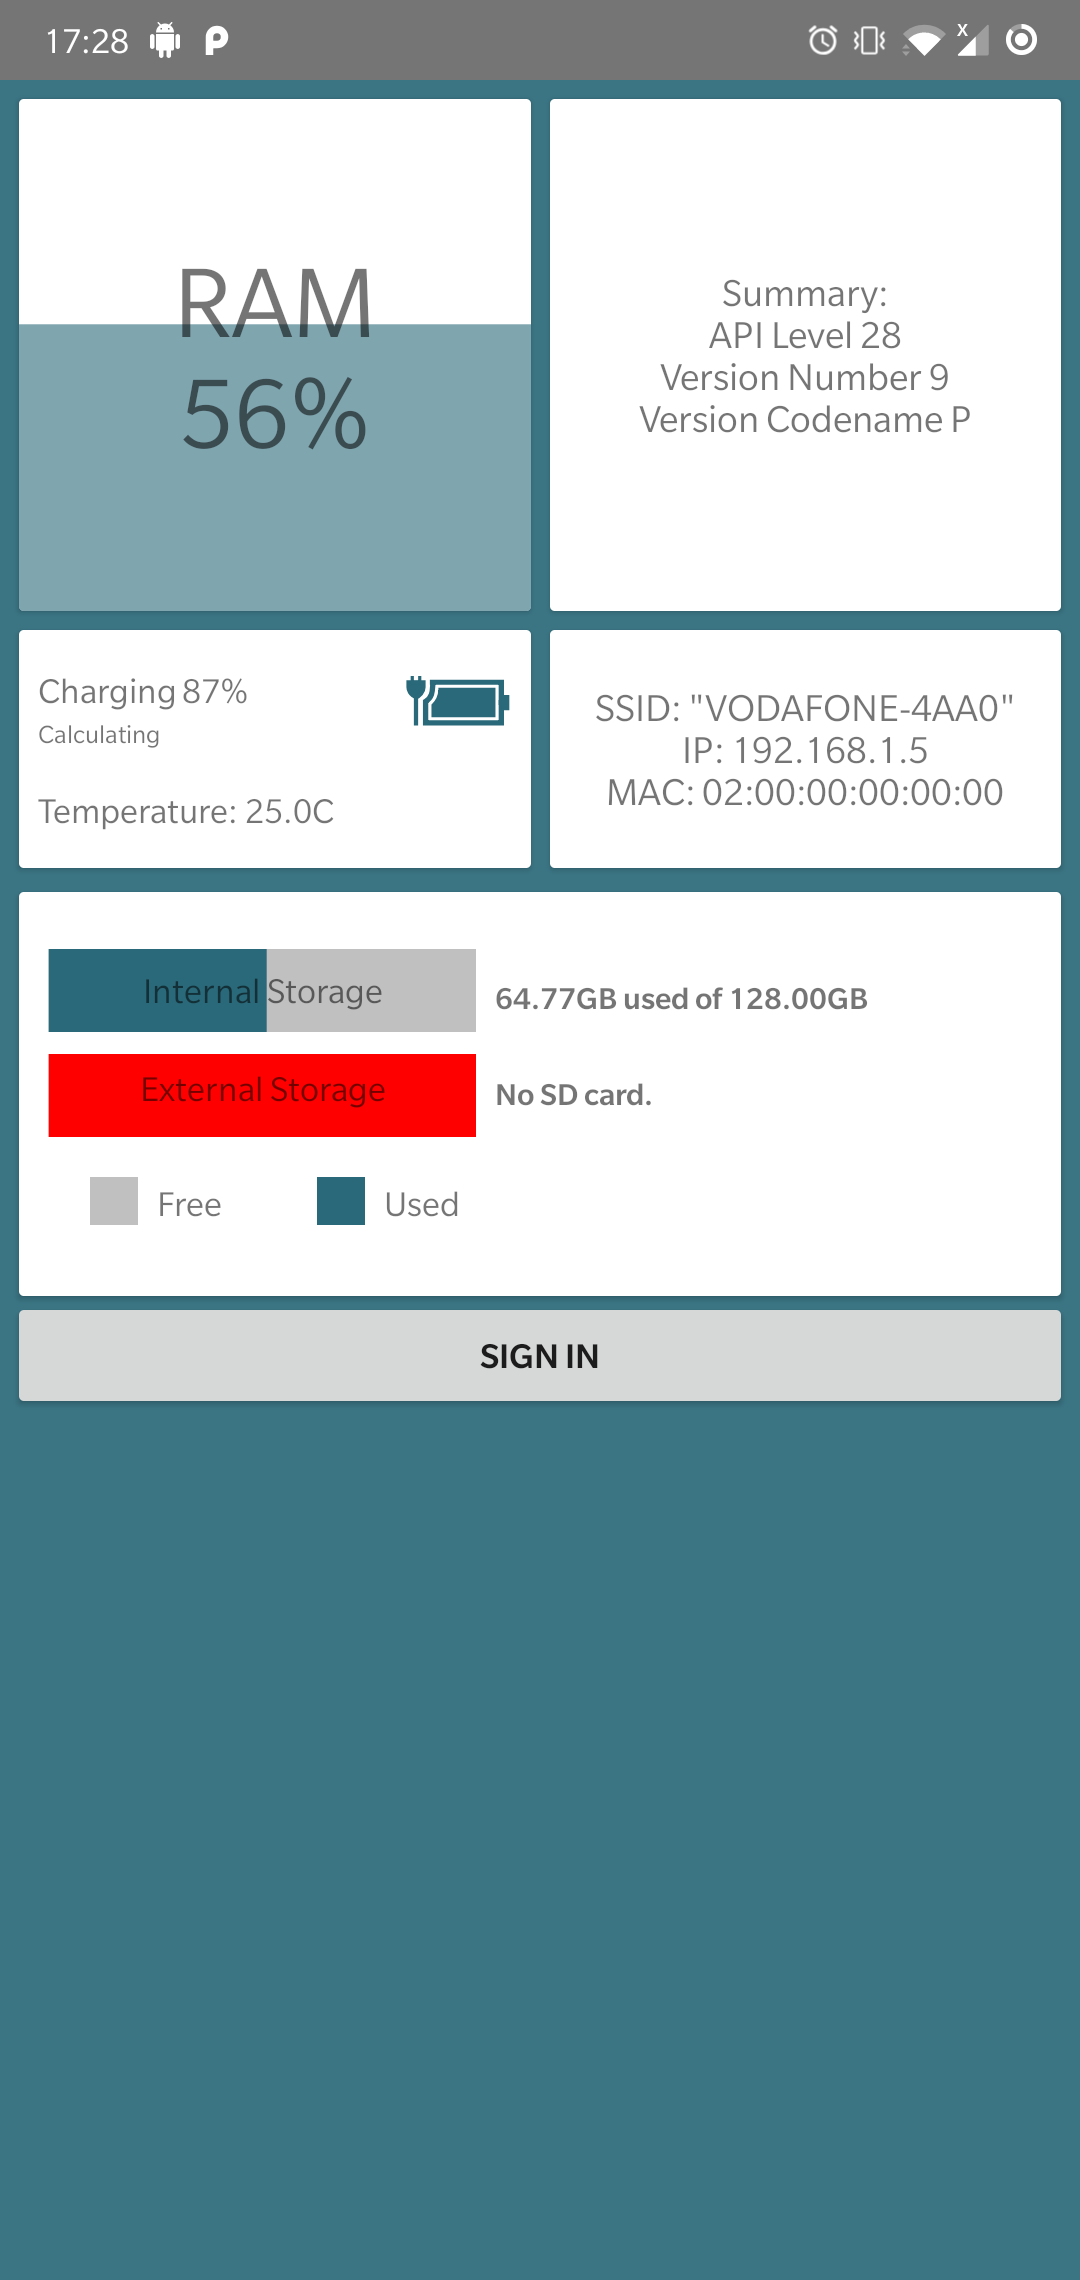 17:28
RAM
56%
Summary:
API Level 28
Version Number 9
Version Codename P
Charging 87%
Calculating
Temperature: 25.0C
SSID: "VODAFONE-4AA0"
IP: 192.168.1.5
MAC: 02:00:00:00:00:00
Internal Storage
64.77GB used of 128.00GB
External Storage
No SD card.
Free
Used
SIGN IN